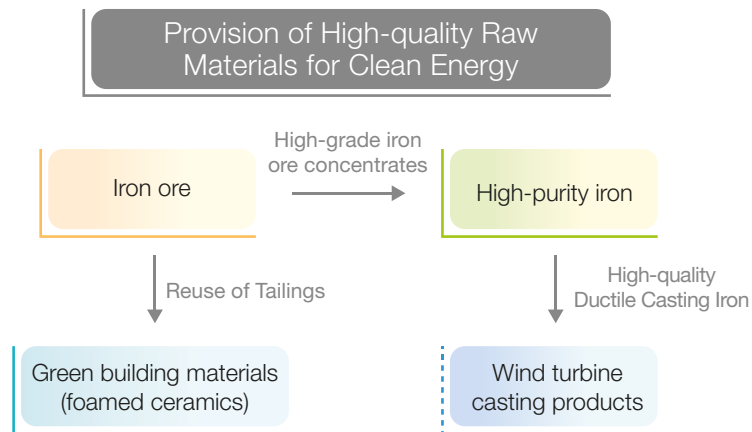 Provision of High-quality Raw
Materials for Clean Energy
High-grade iron
ore concentrates
Iron ore
High-purity iron
Reuse of Tailings
High-quality
Ductile Casting Iron
Green building materials
(foamed ceramics)
Wind turbine
casting products